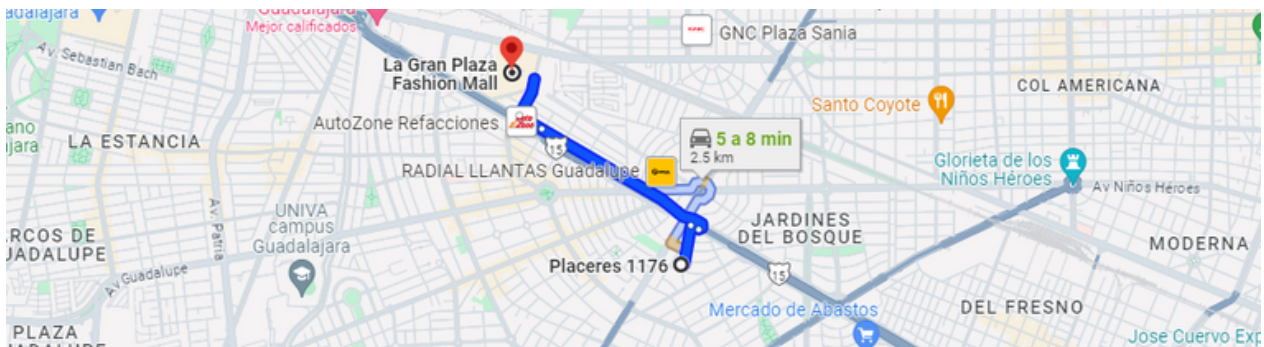 Guadalajara
Mejor calificados
Av. Sebastian Bach
La Gran Plaza
Fashion Mall
GNC
GNC Plaza Sania
COL AMERICANA
Santo Coyote
AutoZone Refacciones
LA ESTANCIA
15
5 a 8 min
2.5 km
RADIAL LLANTAS Guadalupe
Glorieta de los
Niños Héroes
Av Niños Héroes
Av. Patria
UNIVA
campus
Guadalajara
JARDINES
DEL BOSQUE
MODERNA
Placeres 1176
15
Av Guadalupe
Mercado de Abastos
DEL FRESNO
PLAZA
Jose Cuervo Exp